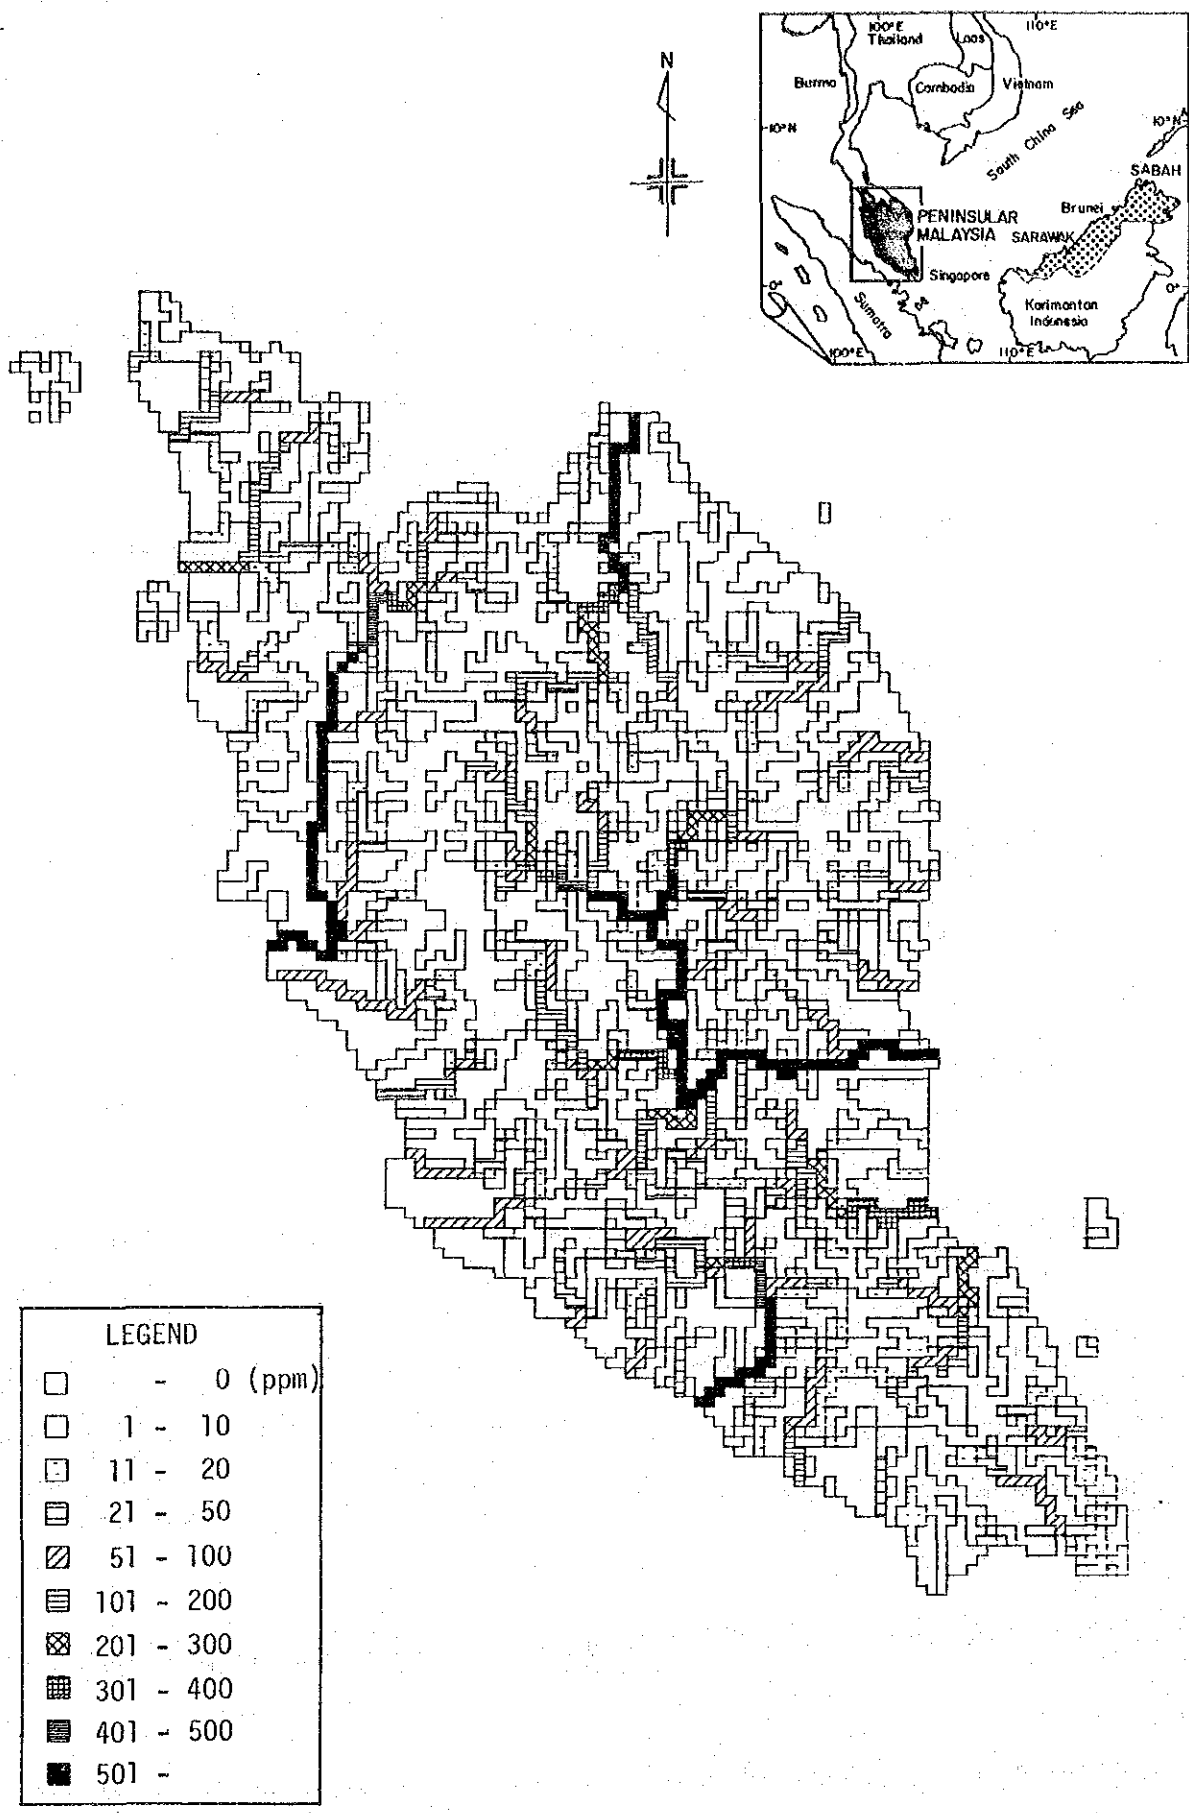 N
100°E
110°E
Thailand
Laos
Burma
Cambodia
Vietnam
10°N
10°N
South China Sea
SABAH
Brunei
PENINSULAR
MALAYSIA
SARAWAK
Singapore
0°
0°
Sumatra
Karimantan
Indonesia
100°E
110°E
LEGEND
- 0 (ppm)
1 - 10
11 - 20
21 - 50
51 - 100
101 - 200
201 - 300
301 - 400
401 - 500
501 -